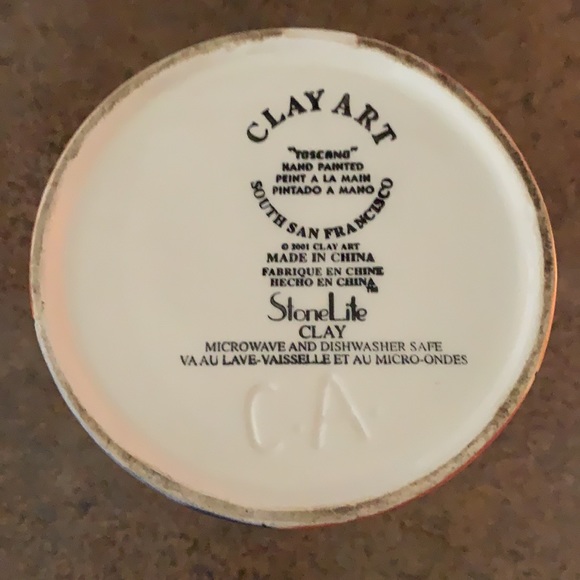 CLAY ART
"TOSCANO"
HAND PAINTED
PEINT A LA MAIN
PINTADO A MANO
SOUTH SAN FRANCISCO
© 2001 CLAY ART
MADE IN CHINA
FABRIQUE EN CHINE
HECHO EN CHINA
StoneLite™
CLAY
MICROWAVE AND DISHWASHER SAFE
VA AU LAVE-VAISSELLE ET AU MICRO-ONDES
C.A.